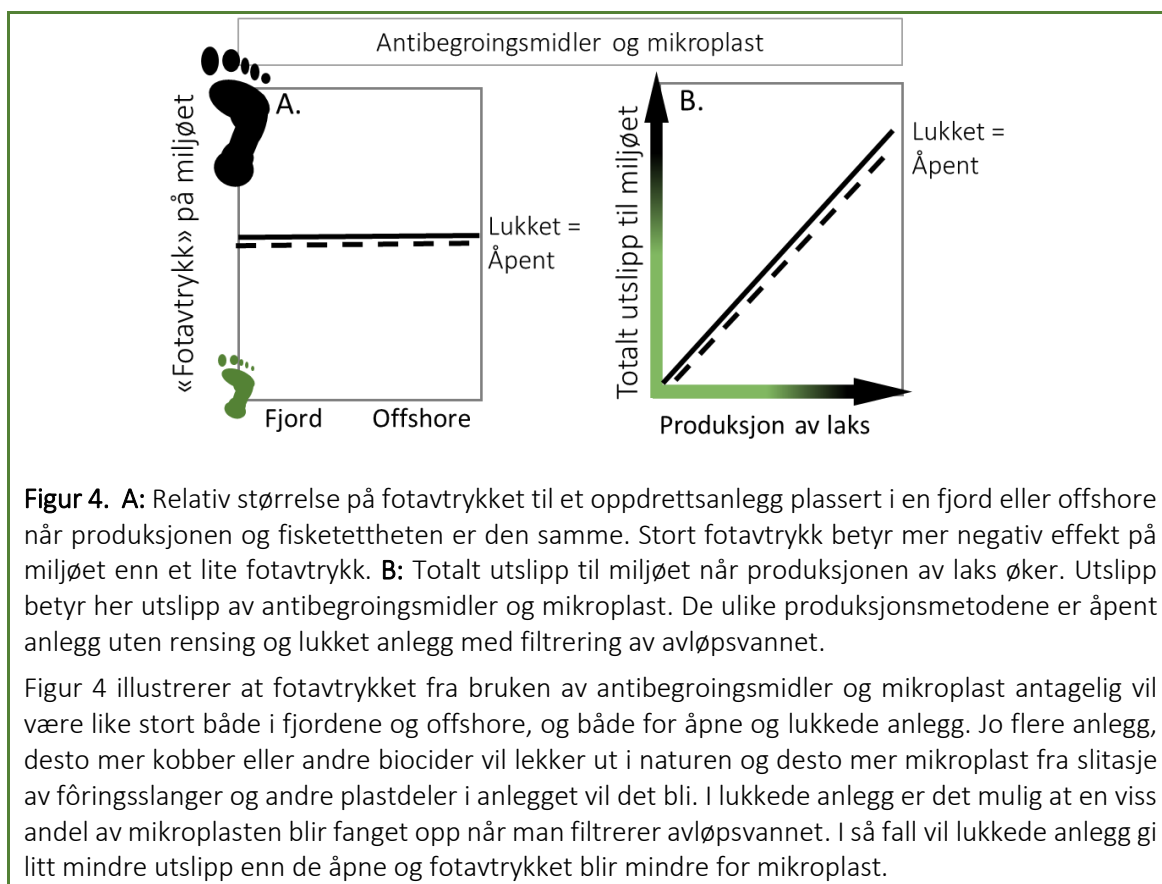 Antibegroingsmidler og mikroplast
«Fotavtrykk» på miljøet
A.
Lukket =
Åpent
Fjord Offshore
Totalt utslipp til miljøet
B.
Lukket =
Åpent
Produksjon av laks
Figur 4. A: Relativ størrelse på fotavtrykket til et oppdrettsanlegg plassert i en fjord eller offshore
når produksjonen og fisketettheten er den samme. Stort fotavtrykk betyr mer negativ effekt på
miljøet enn et lite fotavtrykk. B: Totalt utslipp til miljøet når produksjonen av laks øker. Utslipp
betyr her utslipp av antibegroingsmidler og mikroplast. De ulike produksjonsmetodene er åpent
anlegg uten rensing og lukket anlegg med filtrering av avløpsvannet.
Figur 4 illustrerer at fotavtrykket fra bruken av antibegroingsmidler og mikroplast antagelig vil
være like stort både i fjordene og offshore, og både for åpne og lukkede anlegg. Jo flere anlegg,
desto mer kobber eller andre biocider vil lekker ut i naturen og desto mer mikroplast fra slitasje
av fôringsslanger og andre plastdeler i anlegget vil det bli. I lukkede anlegg er det mulig at en viss
andel av mikroplasten blir fanget opp når man filtrerer avløpsvannet. I så fall vil lukkede anlegg gi
litt mindre utslipp enn de åpne og fotavtrykket blir mindre for mikroplast.